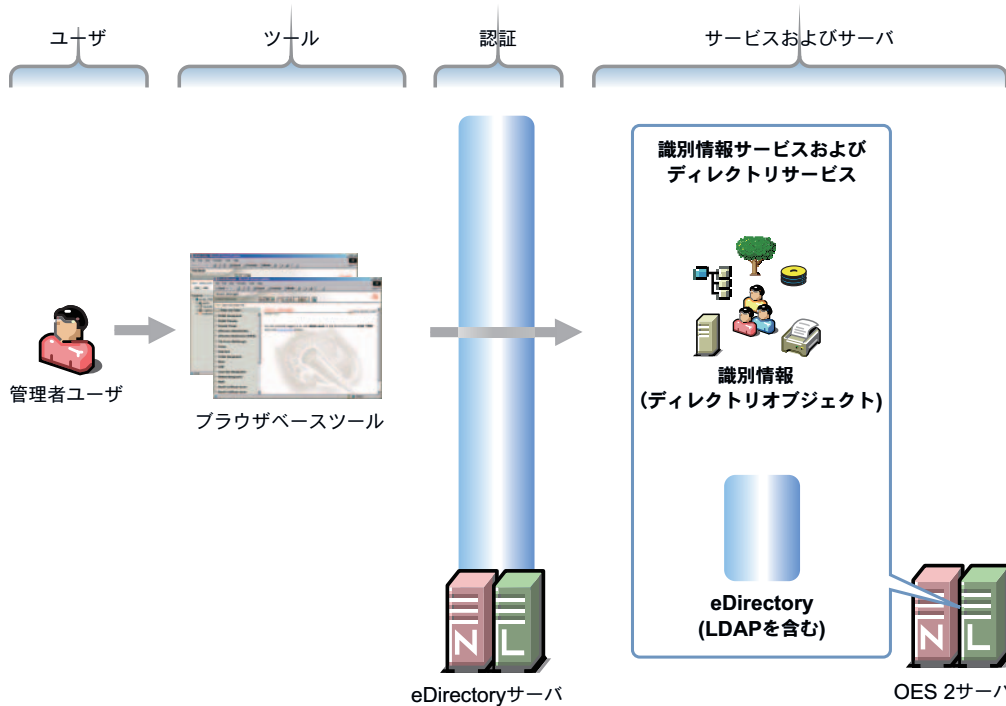 ユーザ
ツール
認証
サービスおよびサーバ
識別情報サービスおよび
ディレクトリサービス
管理者ユーザ
ブラウザベースツール
識別情報
(ディレクトリオブジェクト)
eDirectory
(LDAPを含む)
N L
N L
eDirectoryサーバ
OES 2サーバ